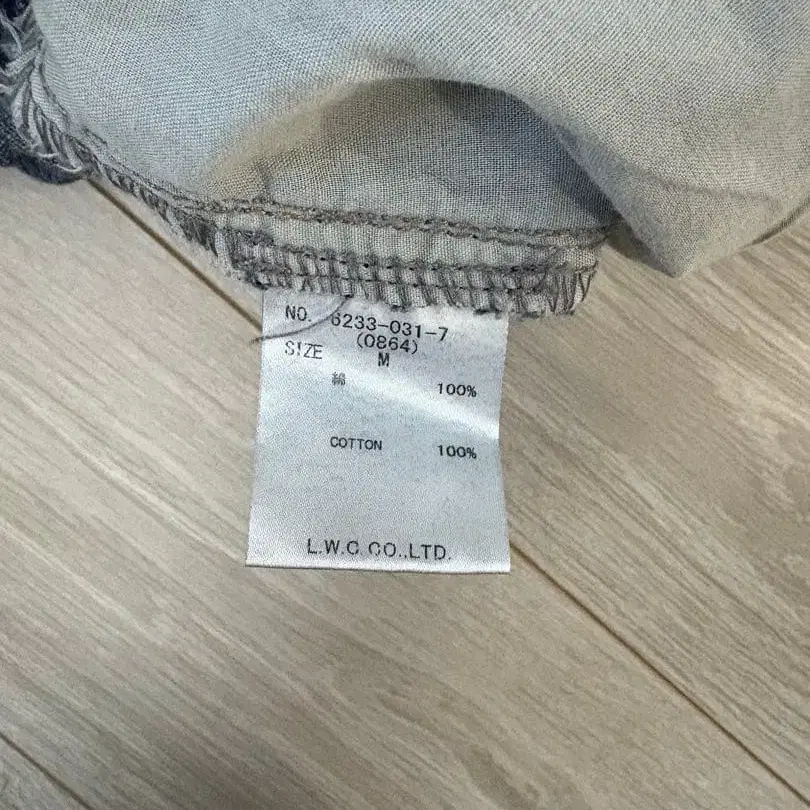 NO. 6233-031-7
(0864)
SIZE M
綿 100%
COTTON 100%
L.W.C.CO.,LTD.